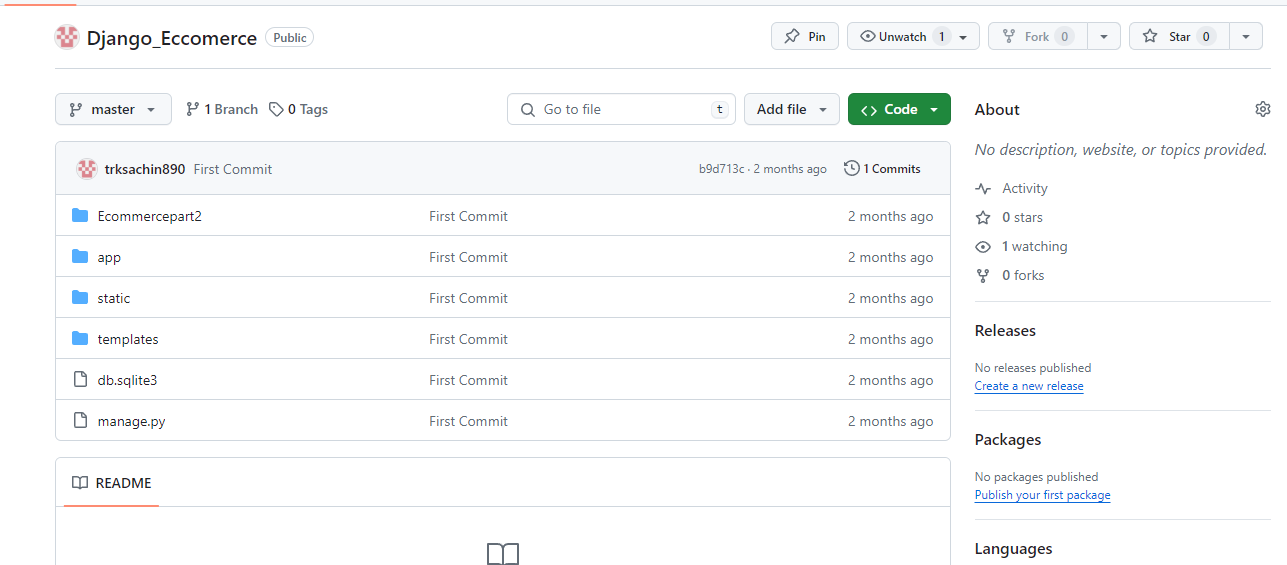 Django_Eccomerce Public Pin Unwatch 1 Fork 0 Star 0
master 1 Branch 0 Tags Go to file t Add file Code
trksachin890 First Commit b9d713c · 2 months ago 1 Commits
Ecommercepart2 First Commit 2 months ago
app First Commit 2 months ago
static First Commit 2 months ago
templates First Commit 2 months ago
db.sqlite3 First Commit 2 months ago
manage.py First Commit 2 months ago
README
About
No description, website, or topics provided.
Activity
0 stars
1 watching
0 forks
Releases
No releases published
Create a new release
Packages
No packages published
Publish your first package
Languages